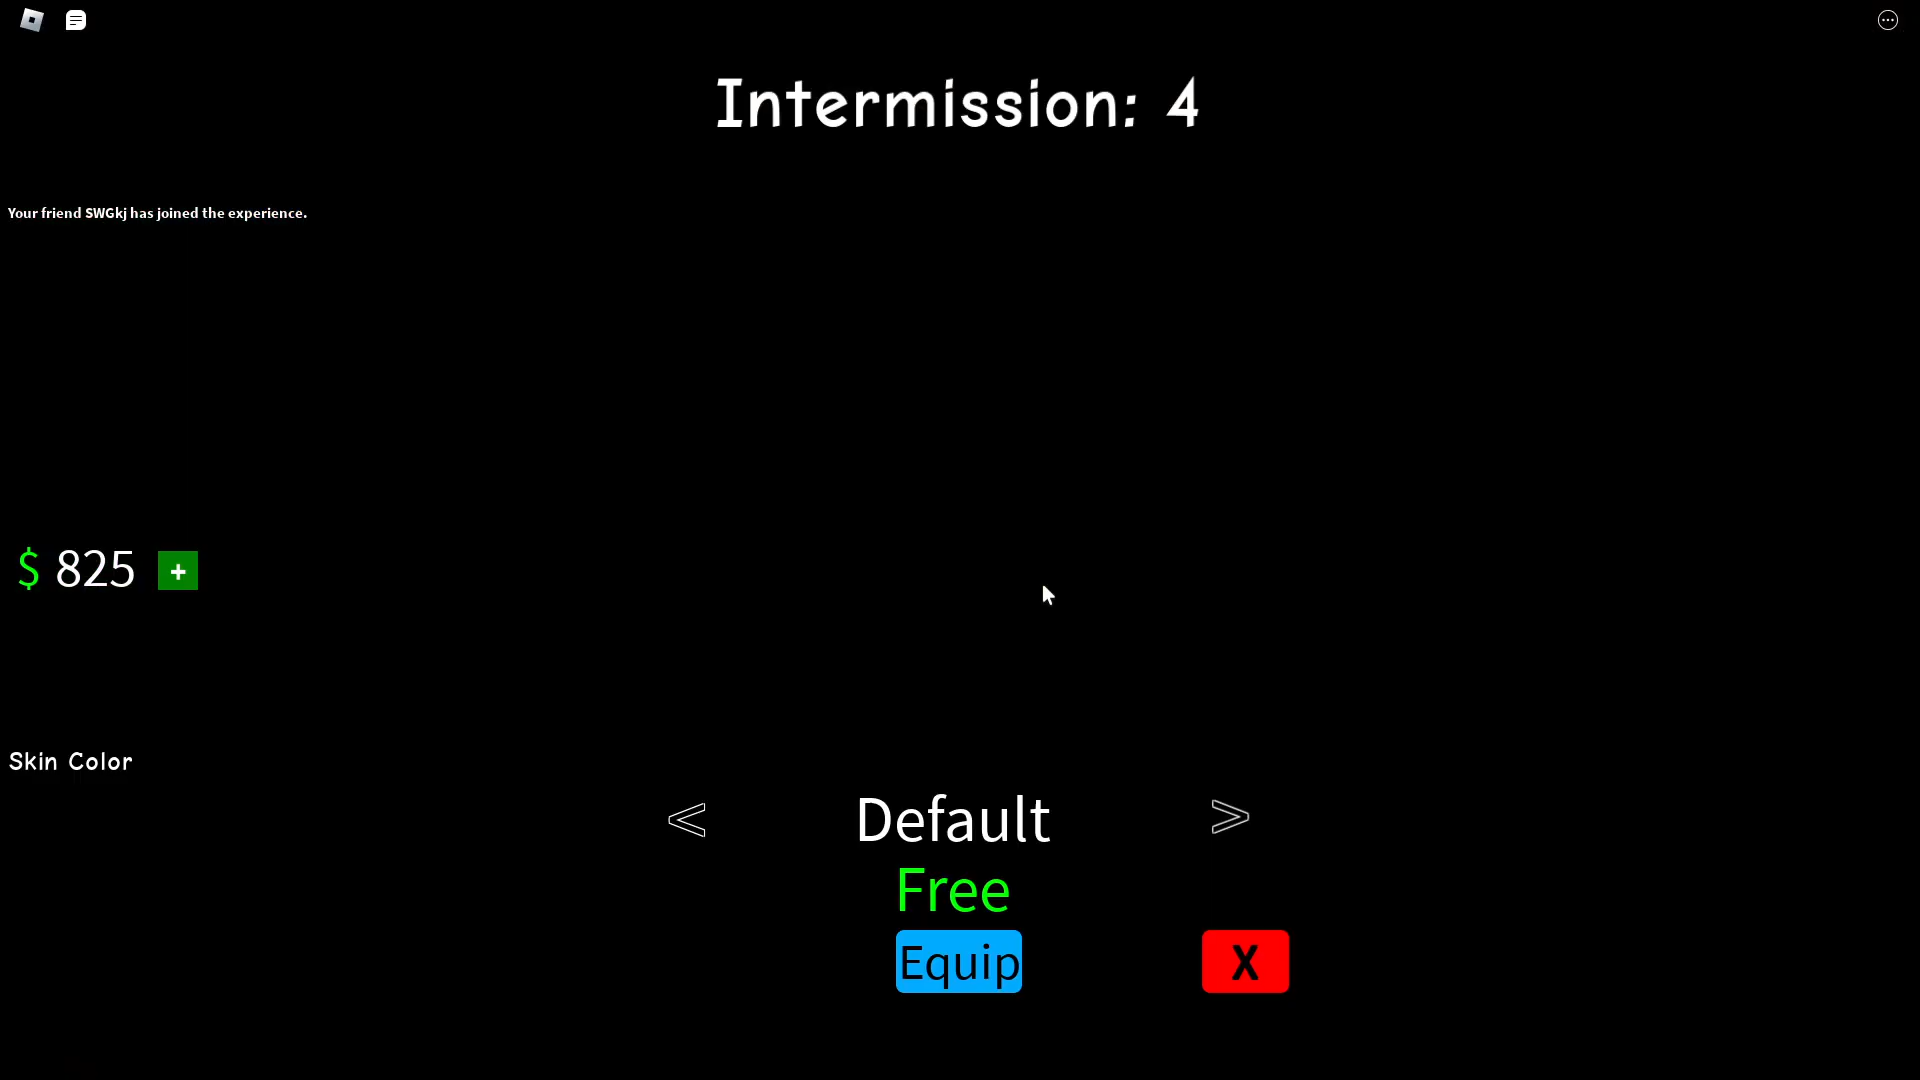 Intermission: 4
Your friend SWGkj has joined the experience.
$ 825 +
Skin Color
< Default >
Free
Equip X